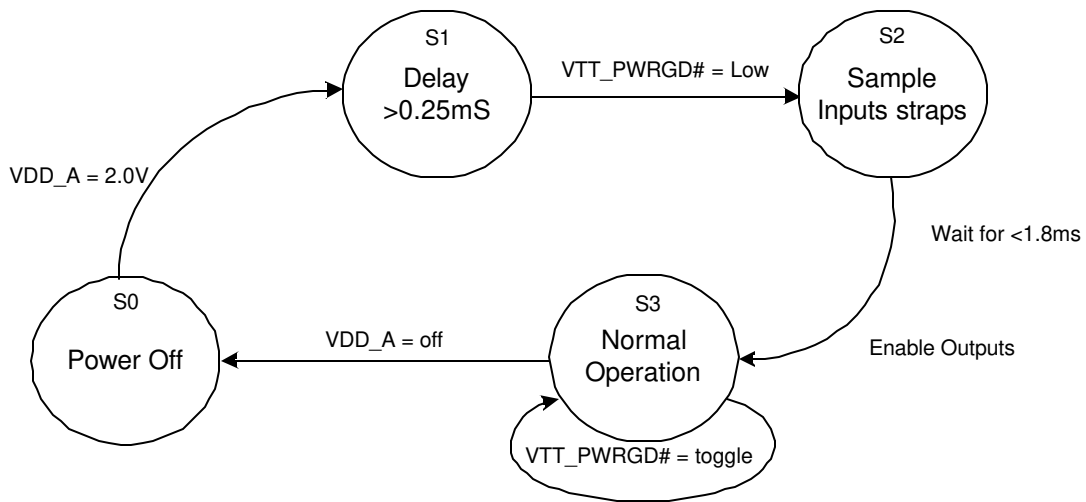 S1
Delay
>0.25mS
VTT_PWRGD# = Low
S2
Sample
Inputs straps
VDD_A = 2.0V
Wait for <1.8ms
S0
Power Off
VDD_A = off
S3
Normal
Operation
Enable Outputs
VTT_PWRGD# = toggle